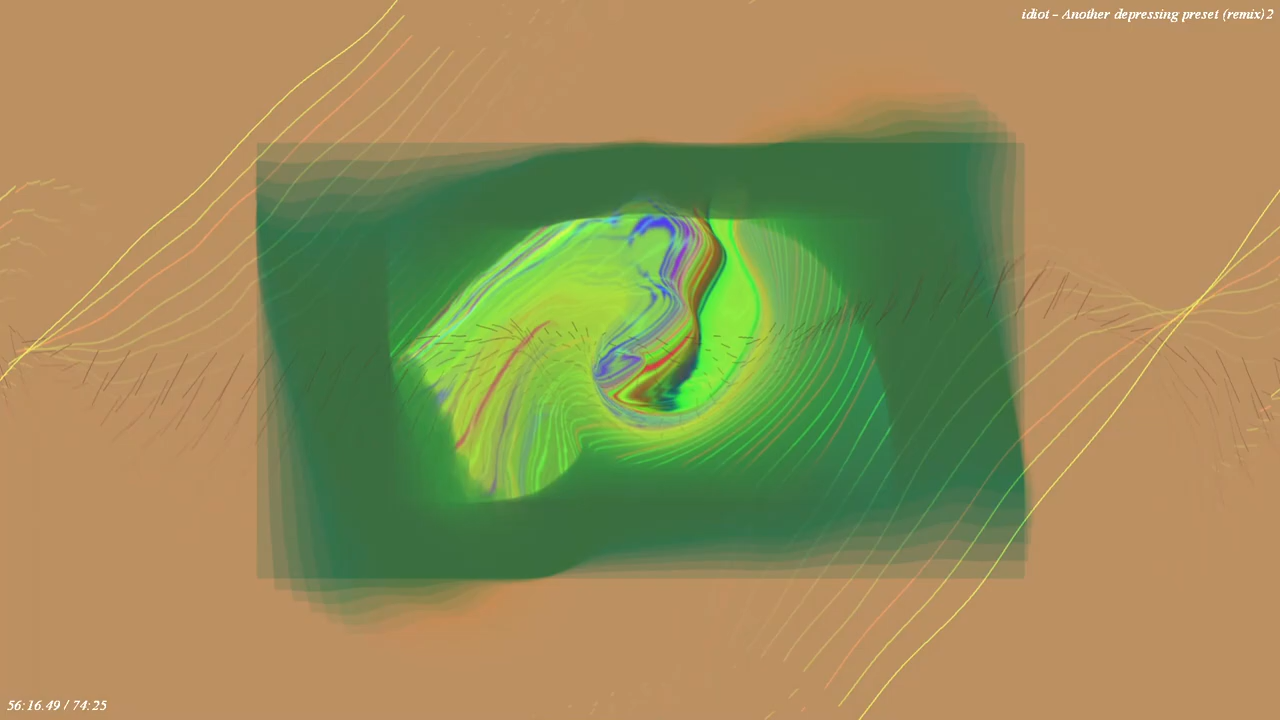 idiot - Another depressing preset (remix) 2
56:16.49 / 74:25